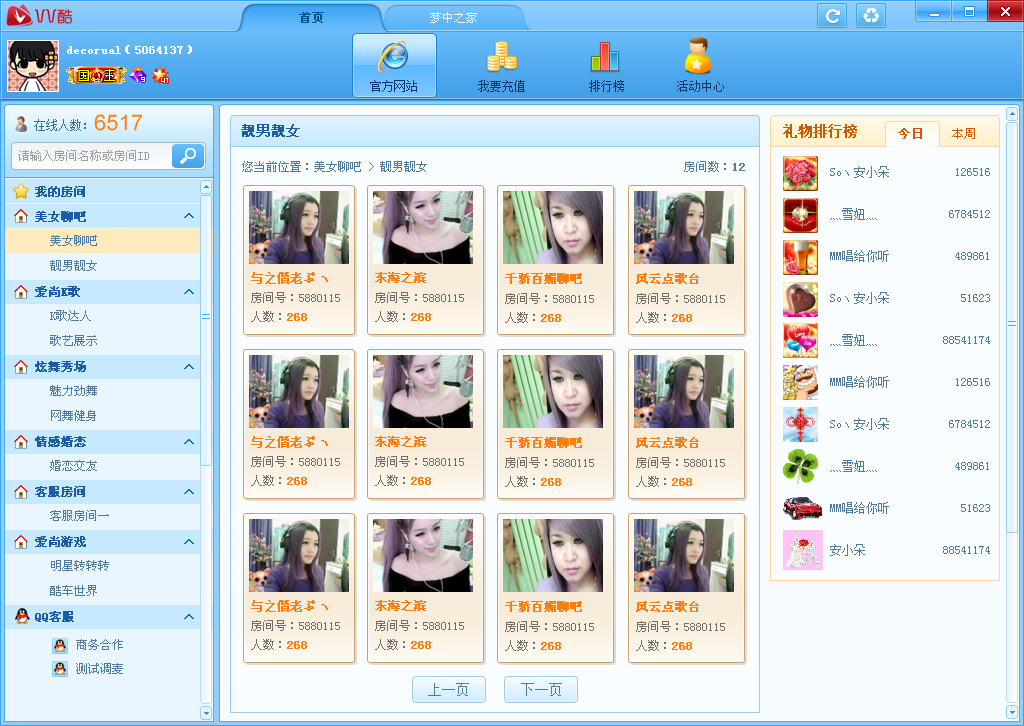 VV酷
首页
梦中之家
decorual ( 5064137 )
国王
官方网站
我要充值
排行榜
活动中心
在线人数: 6517
请输入房间名称或房间ID
我的房间
美女聊吧
美女聊吧
靓男靓女
爱尚K歌
K歌达人
歌艺展示
炫舞秀场
魅力劲舞
网舞健身
情感婚恋
婚恋交友
客服房间
客服房间一
爱尚游戏
明星转转转
酷车世界
QQ客服
商务合作
测试调麦
靓男靓女
您当前位置：美女聊吧 > 靓男靓女
房间数：12
与之偕老ぷヽ
房间号：5880115
人数：268
东海之滨
房间号：5880115
人数：268
千骄百媚聊吧
房间号：5880115
人数：268
风云点歌台
房间号：5880115
人数：268
与之偕老ぷヽ
房间号：5880115
人数：268
东海之滨
房间号：5880115
人数：268
千骄百媚聊吧
房间号：5880115
人数：268
风云点歌台
房间号：5880115
人数：268
与之偕老ぷヽ
房间号：5880115
人数：268
东海之滨
房间号：5880115
人数：268
千骄百媚聊吧
房间号：5880115
人数：268
风云点歌台
房间号：5880115
人数：268
上一页
下一页
礼物排行榜
今日
本周
Soヽ安小朵 126516
灬雪妞灬 6784512
MM唱给你听 489861
Soヽ安小朵 51623
灬雪妞灬 88541174
MM唱给你听 126516
Soヽ安小朵 6784512
灬雪妞灬 489861
MM唱给你听 51623
安小朵 88541174